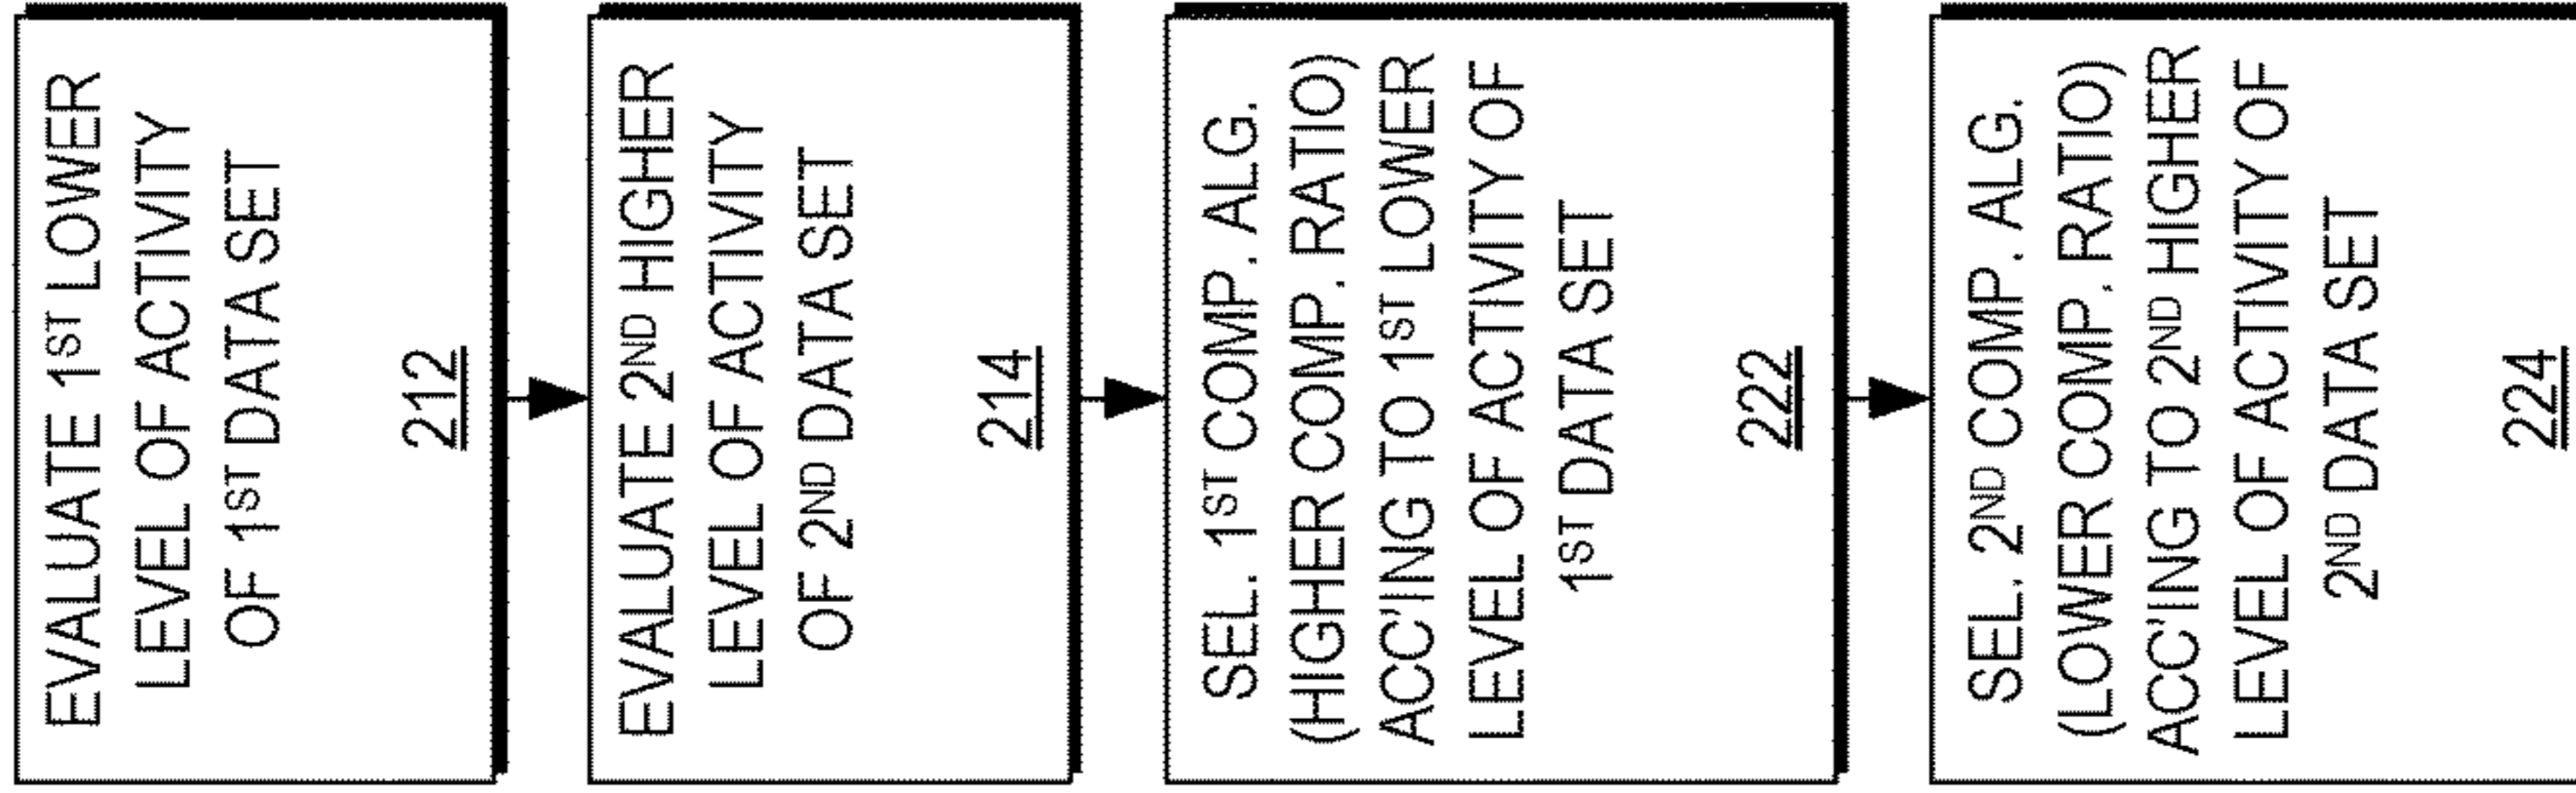 EVALUATE 1ST LOWER
LEVEL OF ACTIVITY
OF 1ST DATA SET
212
EVALUATE 2ND HIGHER
LEVEL OF ACTIVITY
OF 2ND DATA SET
214
SEL. 1ST COMP. ALG.
(HIGHER COMP. RATIO)
ACC'ING TO 1ST LOWER
LEVEL OF ACTIVITY OF
1ST DATA SET
222
SEL. 2ND COMP. ALG.
(LOWER COMP. RATIO)
ACC'ING TO 2ND HIGHER
LEVEL OF ACTIVITY OF
2ND DATA SET
224